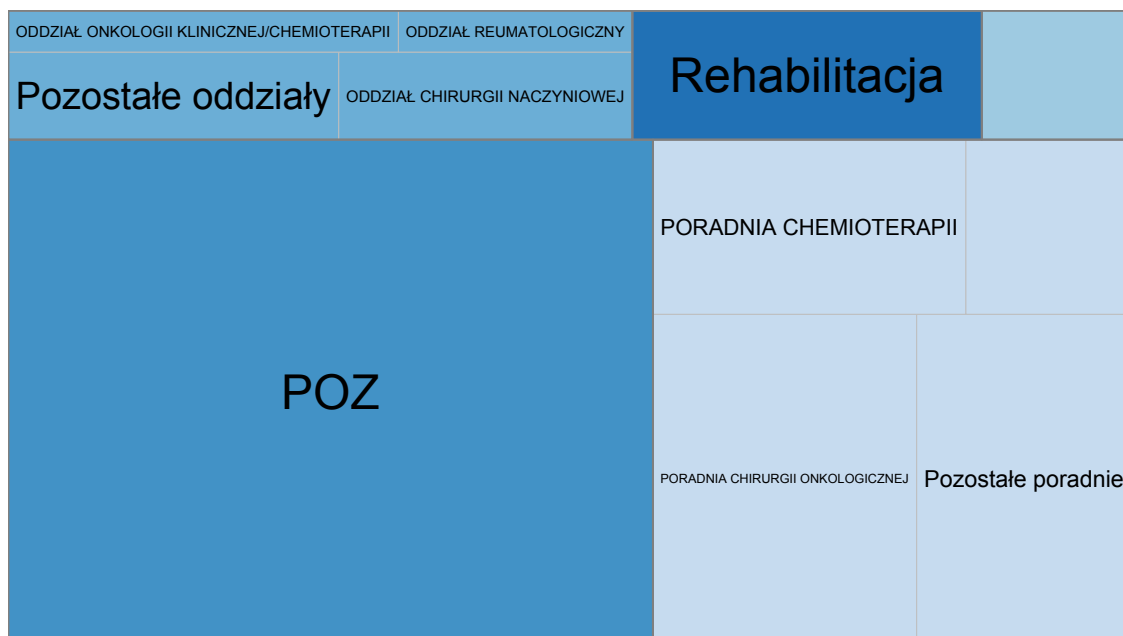 ODDZIAŁ ONKOLOGII KLINICZNEJ/CHEMIOTERAPII
ODDZIAŁ REUMATOLOGICZNY
Pozostałe oddziały
ODDZIAŁ CHIRURGII NACZYNIOWEJ
Rehabilitacja
POZ
PORADNIA CHEMIOTERAPII
PORADNIA CHIRURGII ONKOLOGICZNEJ
Pozostałe poradnie